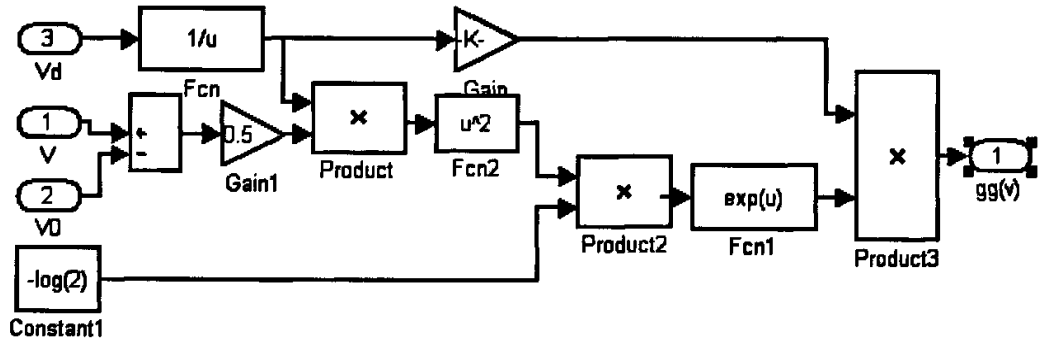 3
Vd
1/u
Fcn
-K-
Gain
1
V
2
V0
+
-
0.5
Gain1
×
Product
u^2
Fcn2
-log(2)
Constant1
×
Product2
exp(u)
Fcn1
×
Product3
1
gg(v)